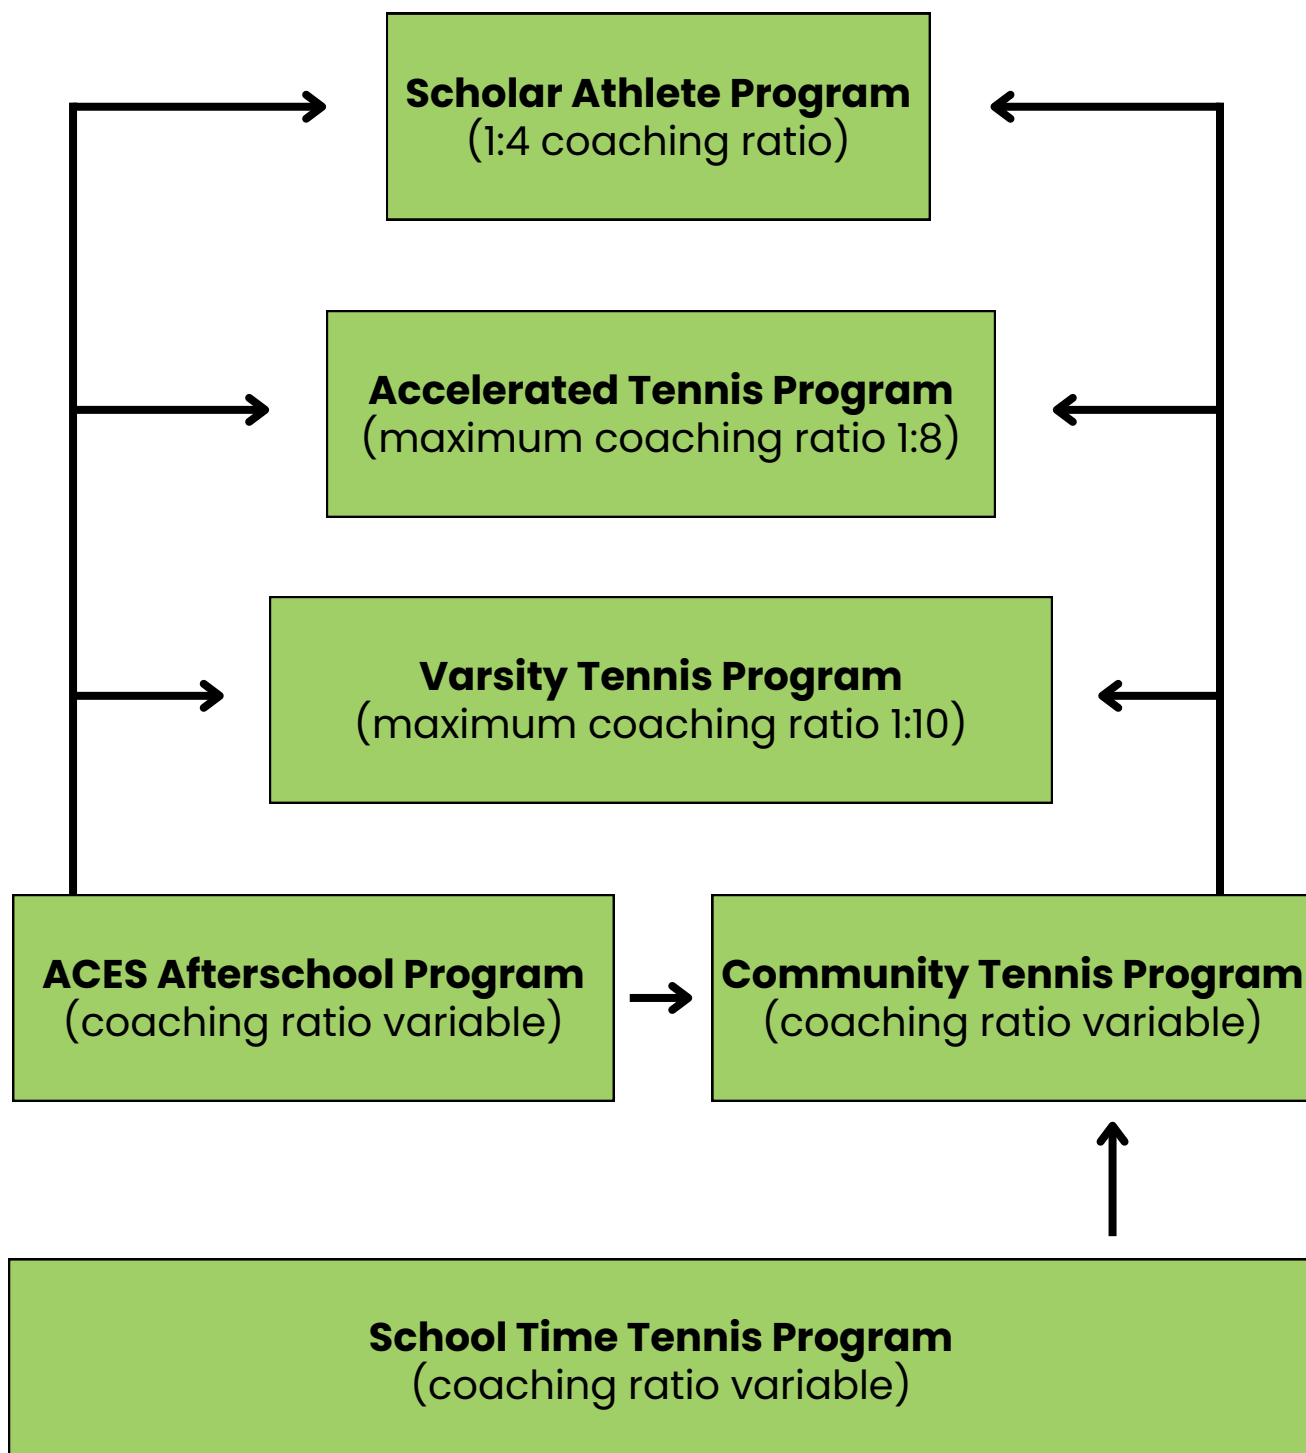 Scholar Athlete Program
(1:4 coaching ratio)
Accelerated Tennis Program
(maximum coaching ratio 1:8)
Varsity Tennis Program
(maximum coaching ratio 1:10)
ACES Afterschool Program
(coaching ratio variable)
Community Tennis Program
(coaching ratio variable)
School Time Tennis Program
(coaching ratio variable)